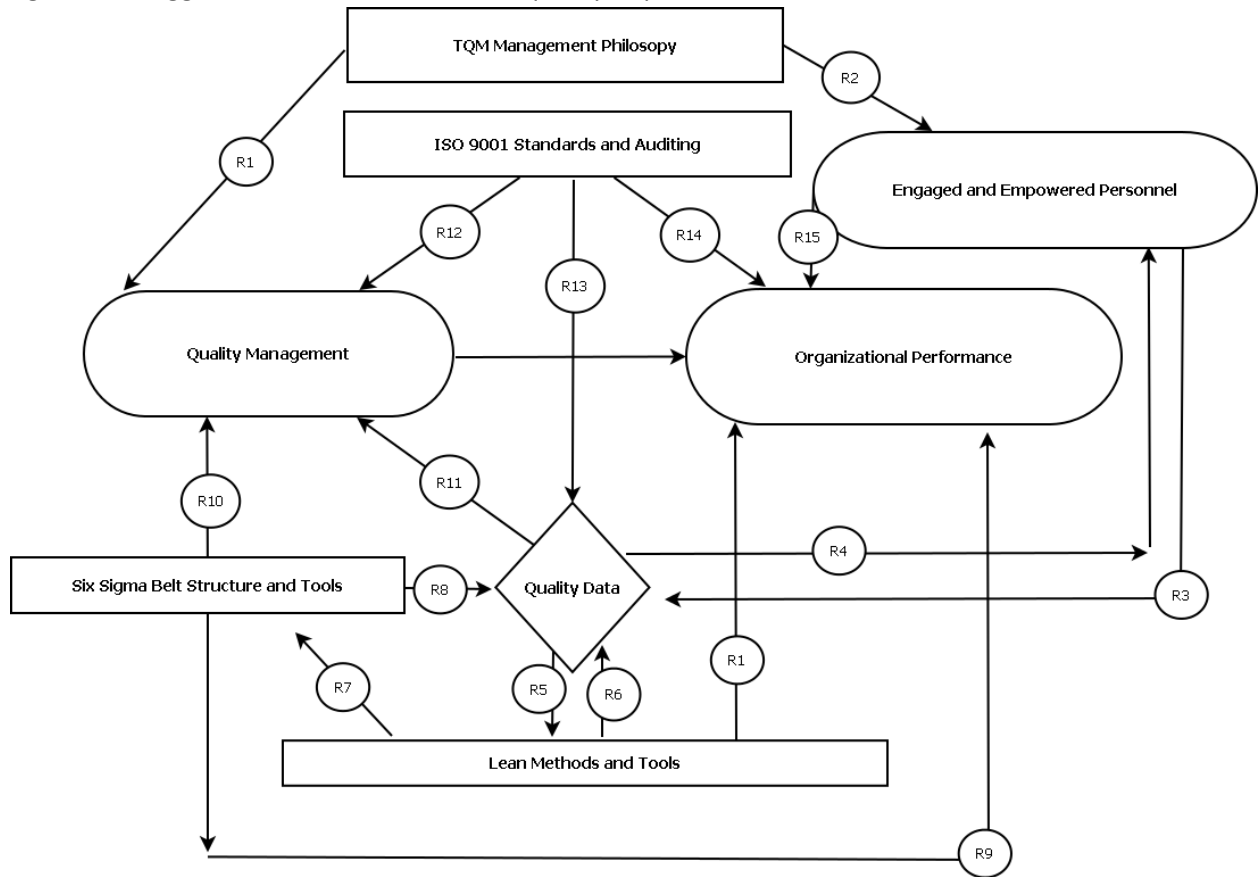 TQM Management Philosopy
R2
ISO 9001 Standards and Auditing
R1
Engaged and Empowered Personnel
R12
R14
R15
R13
Quality Management
Organizational Performance
R11
R10
R4
Six Sigma Belt Structure and Tools
R8
Quality Data
R3
R1
R7
R5
R6
Lean Methods and Tools
R9